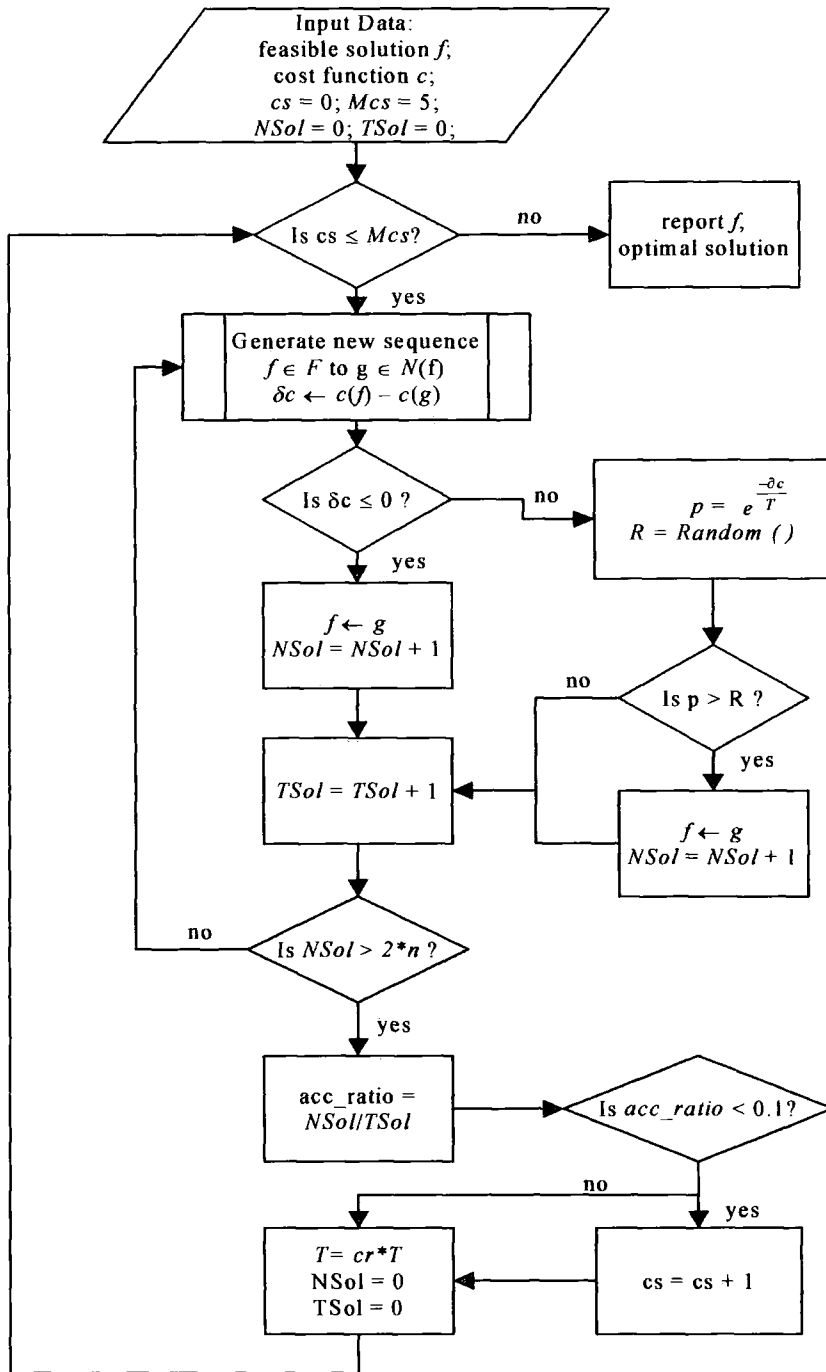 Input Data:
feasible solution f;
cost function c;
cs = 0; Mcs = 5;
NSol = 0; TSol = 0;
Is cs ≤ Mcs?
no
report f,
optimal solution
yes
Generate new sequence
f ∈ F to g ∈ N(f)
δc ← c(f) – c(g)
Is δc ≤ 0 ?
no
p = e^{-∂c/T}
R = Random ( )
yes
f ← g
NSol = NSol + 1
no
Is p > R ?
yes
TSol = TSol + 1
f ← g
NSol = NSol + 1
no
Is NSol > 2*n ?
yes
acc_ratio =
NSol/TSol
Is acc_ratio < 0.1?
no
yes
T= cr*T
NSol = 0
TSol = 0
cs = cs + 1